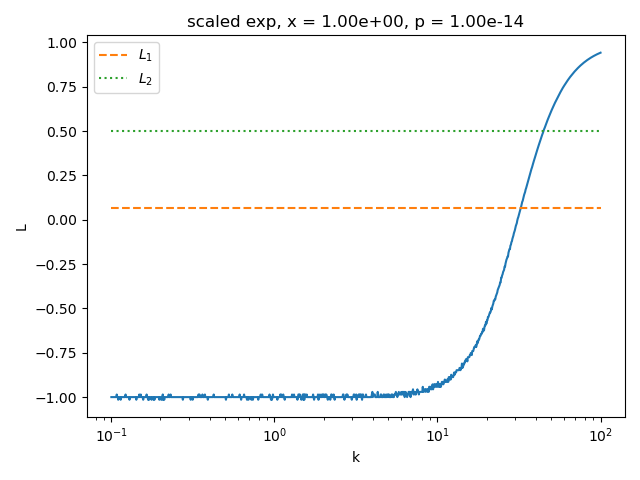 scaled exp, x = 1.00e+00, p = 1.00e-14
L₁
L₂
1.00
0.75
0.50
0.25
0.00
−0.25
−0.50
−0.75
−1.00
L
10⁻¹ 10⁰ 10¹ 10²
k